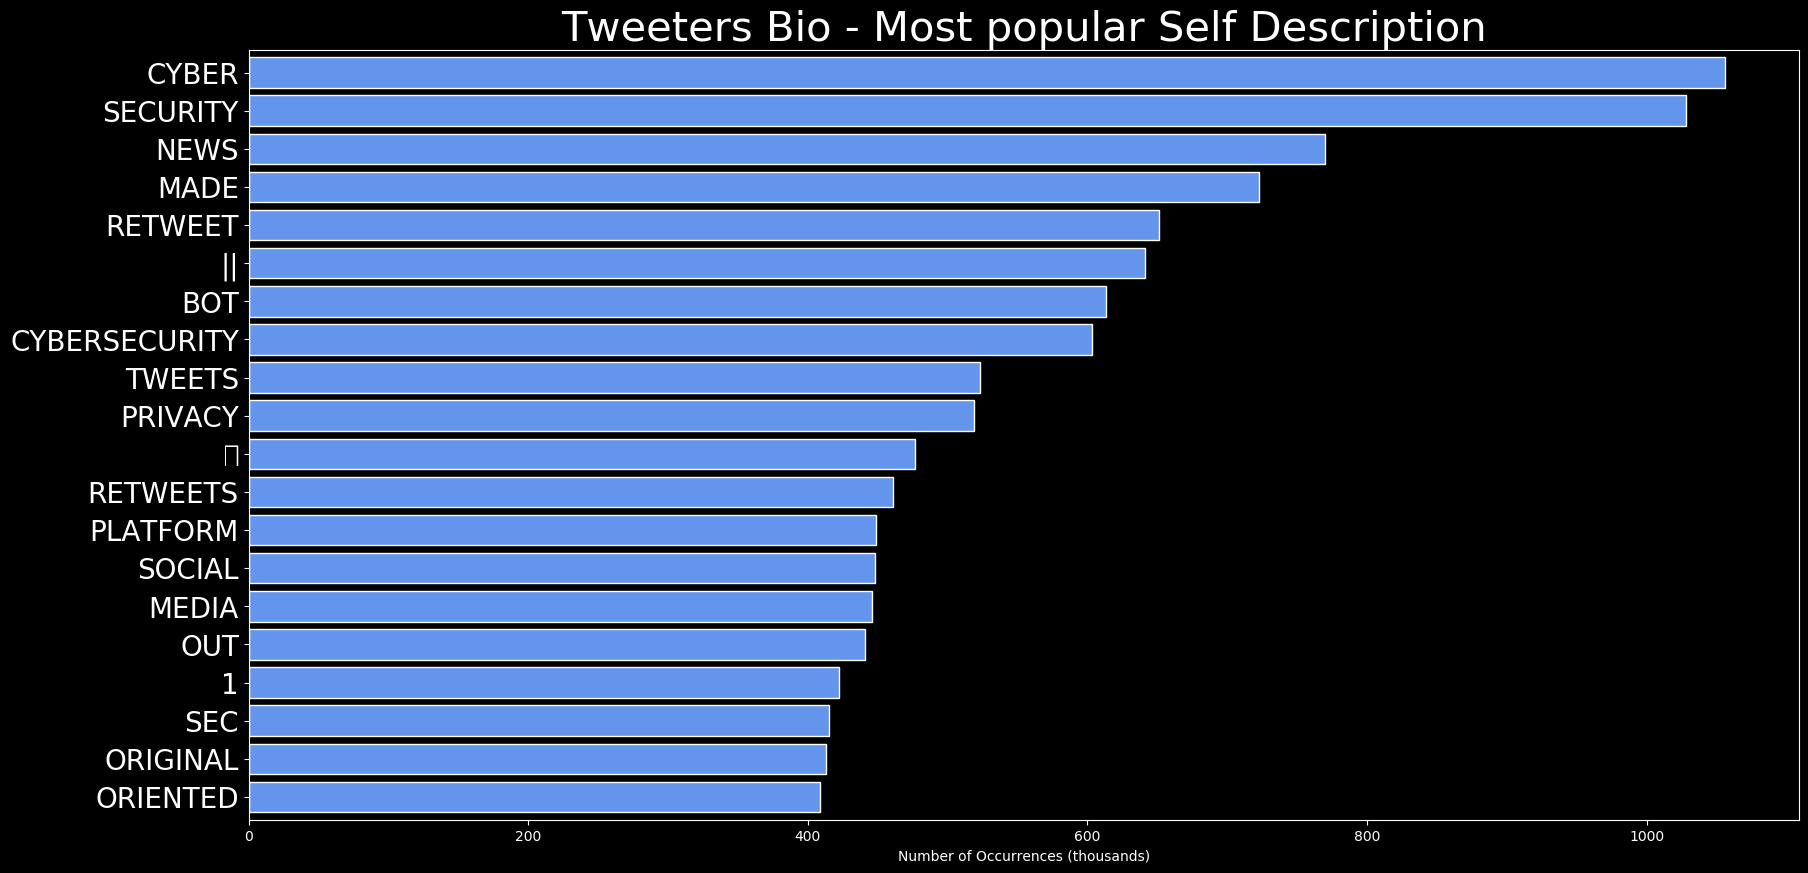 Tweeters Bio - Most popular Self Description
CYBER
SECURITY
NEWS
MADE
RETWEET
||
BOT
CYBERSECURITY
TWEETS
PRIVACY
RETWEETS
PLATFORM
SOCIAL
MEDIA
OUT
1
SEC
ORIGINAL
ORIENTED
0 200 400 600 800 1000
Number of Occurrences (thousands)